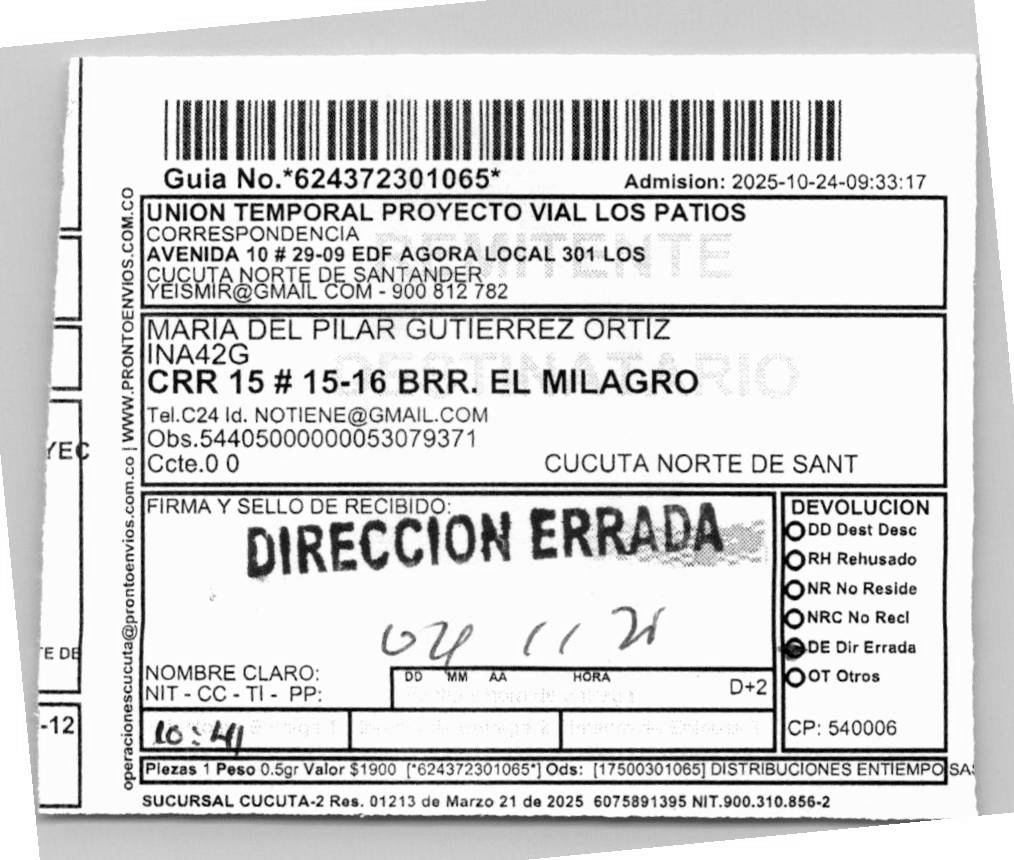 Guia No.*624372301065*
Admision: 2025-10-24-09:33:17
REMITENTE
UNION TEMPORAL PROYECTO VIAL LOS PATIOS
CORRESPONDENCIA
AVENIDA 10 # 29-09 EDF AGORA LOCAL 301 LOS
CUCUTA NORTE DE SANTANDER
YEISMIR@GMAIL COM - 900 812 782
DESTINATARIO
MARIA DEL PILAR GUTIERREZ ORTIZ
INA42G
CRR 15 # 15-16 BRR. EL MILAGRO
Tel.C24 Id. NOTIENE@GMAIL.COM
Obs.54405000000053079371
Ccte.0 0
CUCUTA NORTE DE SANT
FIRMA Y SELLO DE RECIBIDO:
DIRECCION ERRADA
NOMBRE CLARO:
NIT - CC - TI - PP:
DD MM AA HORA
D+2
10:41
DEVOLUCION
DD Dest Desc
RH Rehusado
NR No Reside
NRC No Recl
DE Dir Errada
OT Otros
CP: 540006
Piezas 1 Peso 0.5gr Valor $1900 [*624372301065*] Ods: [17500301065] DISTRIBUCIONES ENTIEMPO SAS
SUCURSAL CUCUTA-2 Res. 01213 de Marzo 21 de 2025 6075891395 NIT.900.310.856-2
operacionescucuta@prontoenvios.com.co | WWW.PRONTOENVIOS.COM.CO
YEC
E DE
-12